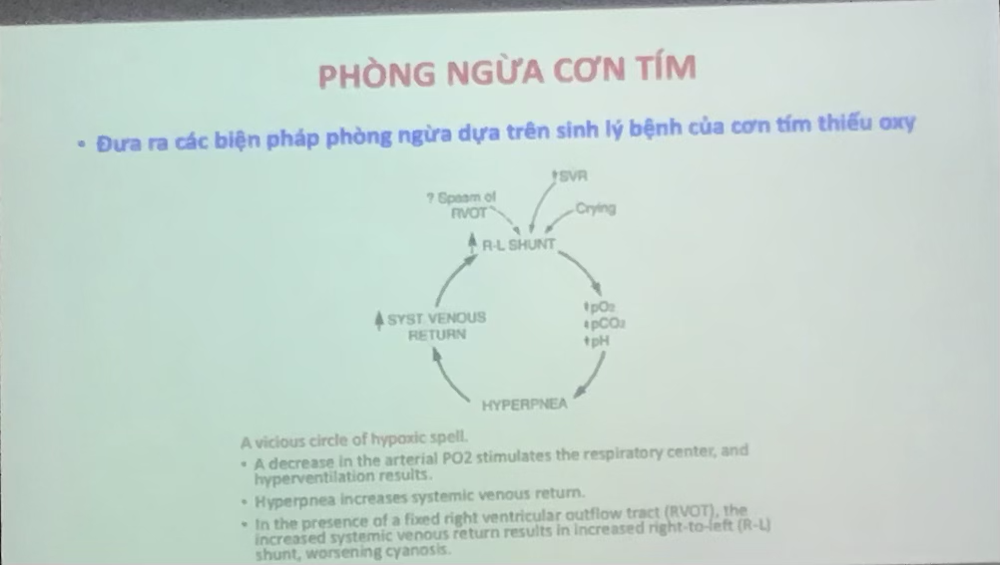 PHÒNG NGỪA CƠN TÍM
• Đưa ra các biện pháp phòng ngừa dựa trên sinh lý bệnh của cơn tím thiếu oxy
SVR
? Spasm of
RVOT
Crying
R-L SHUNT
pO₂
pCO₂
pH
SYST VENOUS
RETURN
HYPERPNEA
A vicious circle of hypoxic spell.
• A decrease in the arterial PO2 stimulates the respiratory center, and
hyperventilation results.
• Hyperpnea increases systemic venous return.
• In the presence of a fixed right ventricular outflow tract (RVOT), the
increased systemic venous return results in increased right-to-left (R-L)
shunt, worsening cyanosis.